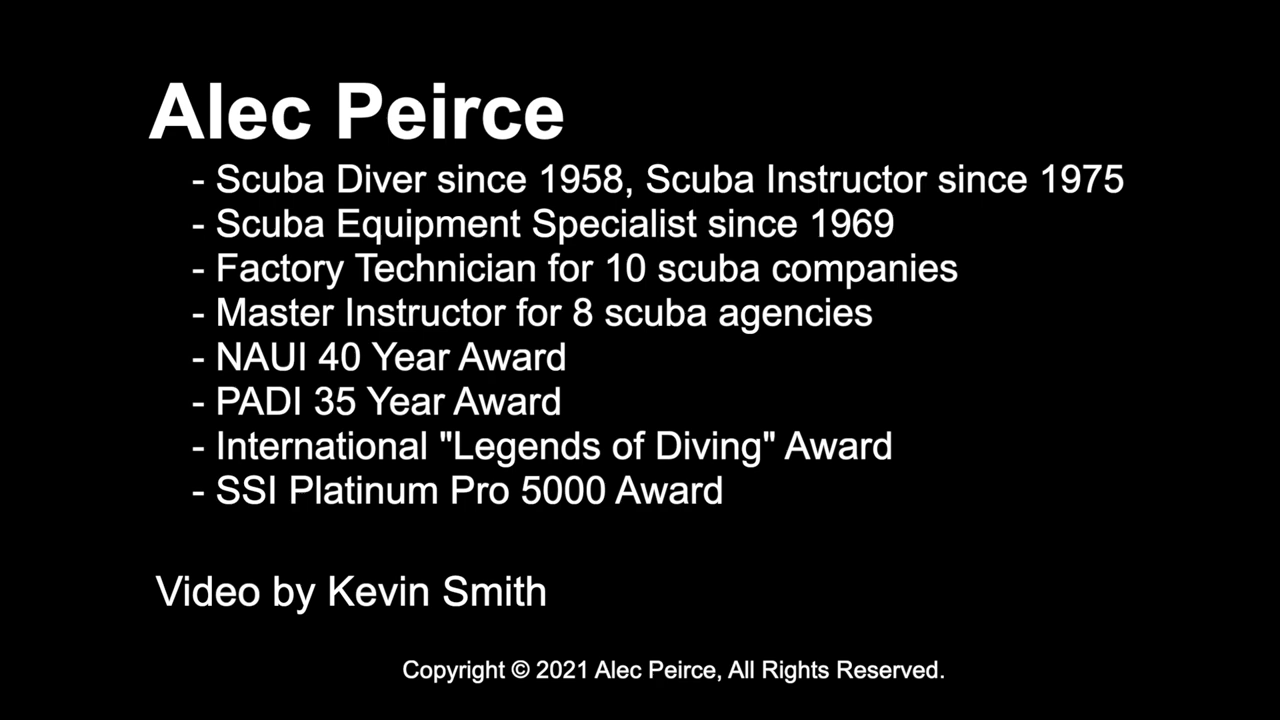 Alec Peirce
- Scuba Diver since 1958, Scuba Instructor since 1975
- Scuba Equipment Specialist since 1969
- Factory Technician for 10 scuba companies
- Master Instructor for 8 scuba agencies
- NAUI 40 Year Award
- PADI 35 Year Award
- International "Legends of Diving" Award
- SSI Platinum Pro 5000 Award
Video by Kevin Smith
Copyright © 2021 Alec Peirce, All Rights Reserved.